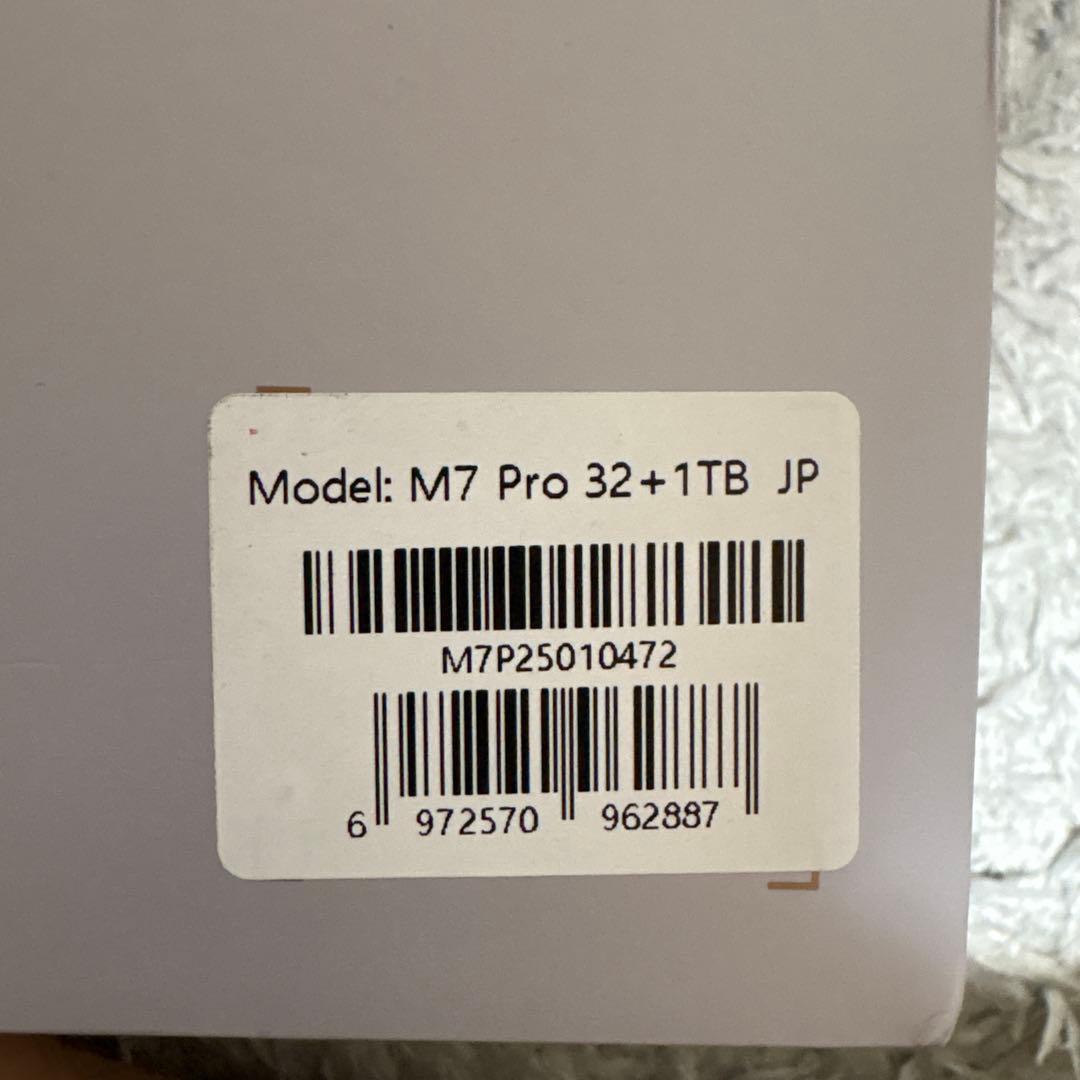 Model: M7 Pro 32+1TB JP
M7P25010472
6 972570 962887